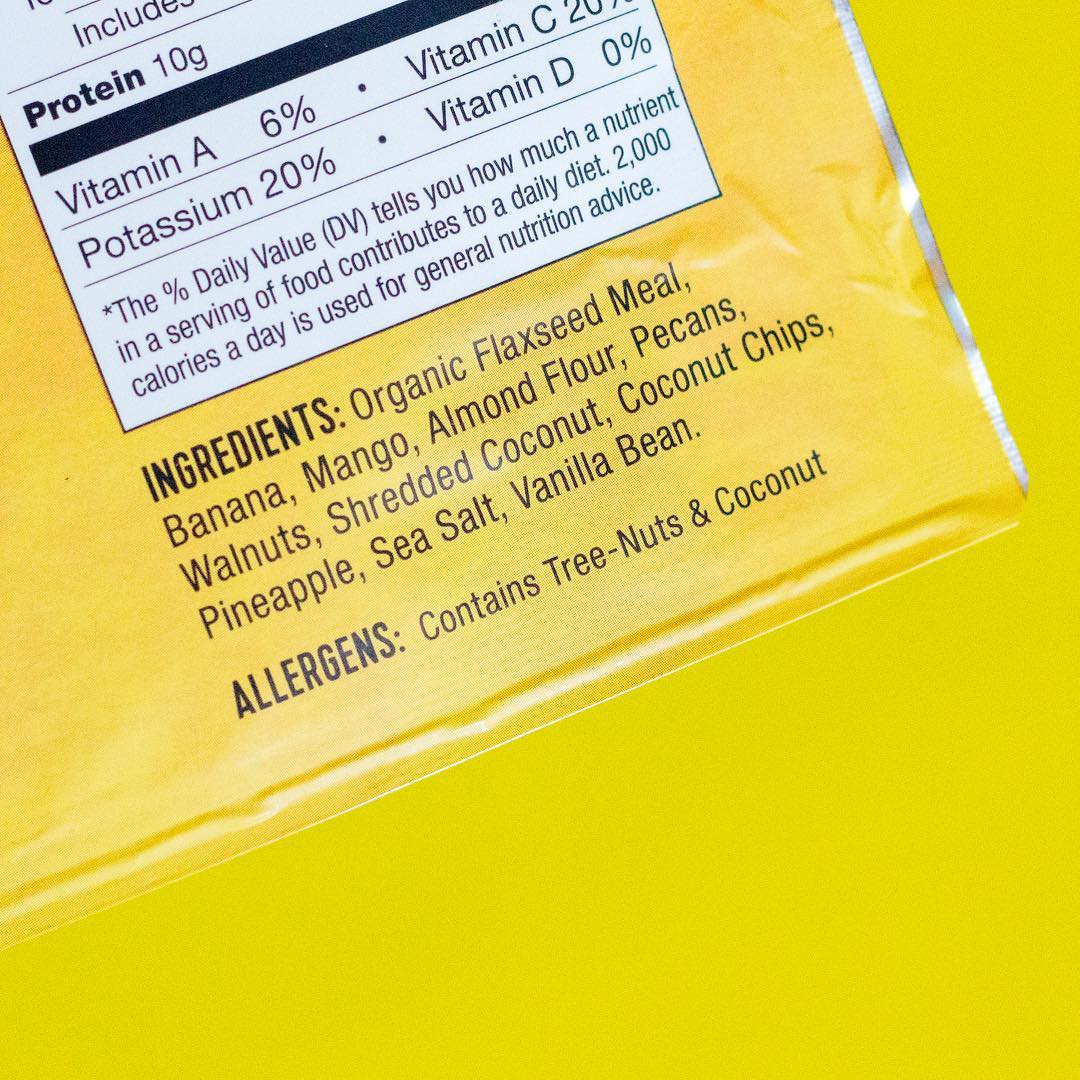 Includes
Protein 10g
Vitamin A 6% • Vitamin C 20%
Potassium 20% • Vitamin D 0%
*The % Daily Value (DV) tells you how much a nutrient
in a serving of food contributes to a daily diet. 2,000
calories a day is used for general nutrition advice.
INGREDIENTS: Organic Flaxseed Meal,
Banana, Mango, Almond Flour, Pecans,
Walnuts, Shredded Coconut, Coconut Chips,
Pineapple, Sea Salt, Vanilla Bean.
ALLERGENS: Contains Tree-Nuts & Coconut